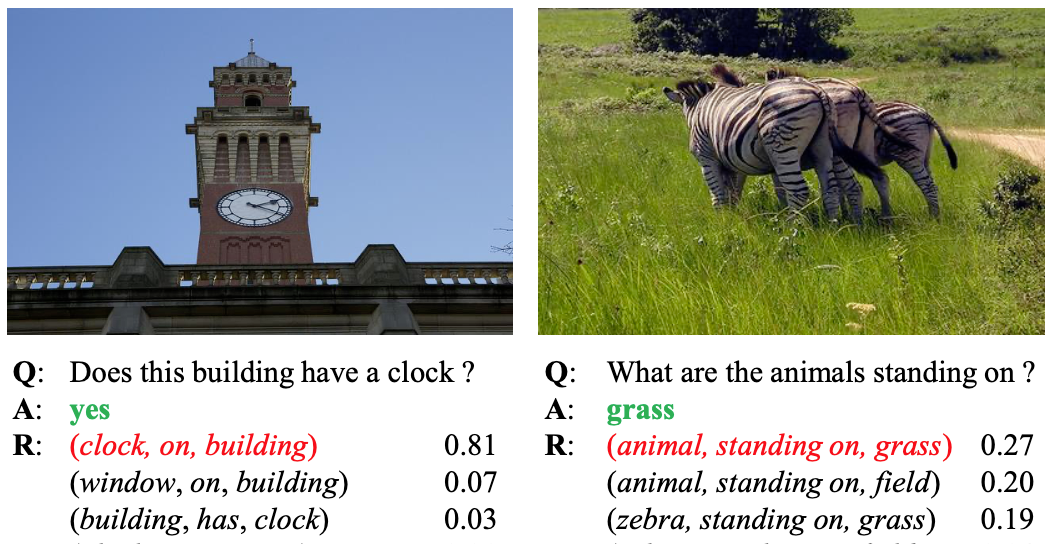 Q: Does this building have a clock ?
A: yes
R: (clock, on, building) 0.81
(window, on, building) 0.07
(building, has, clock) 0.03
Q: What are the animals standing on ?
A: grass
R: (animal, standing on, grass) 0.27
(animal, standing on, field) 0.20
(zebra, standing on, grass) 0.19